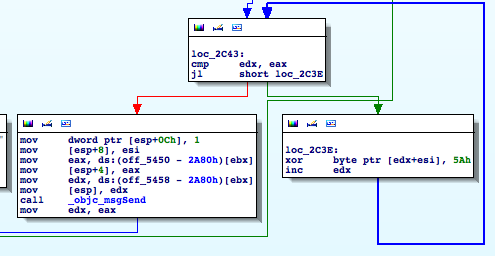 loc_2C43:
cmp edx, eax
jl short loc_2C3E
mov dword ptr [esp+0Ch], 1
mov [esp+8], esi
mov eax, ds:(off_5450 - 2A80h)[ebx]
mov [esp+4], eax
mov edx, ds:(off_5458 - 2A80h)[ebx]
mov [esp], edx
call _objc_msgSend
mov edx, eax
loc_2C3E:
xor byte ptr [edx+esi], 5Ah
inc edx